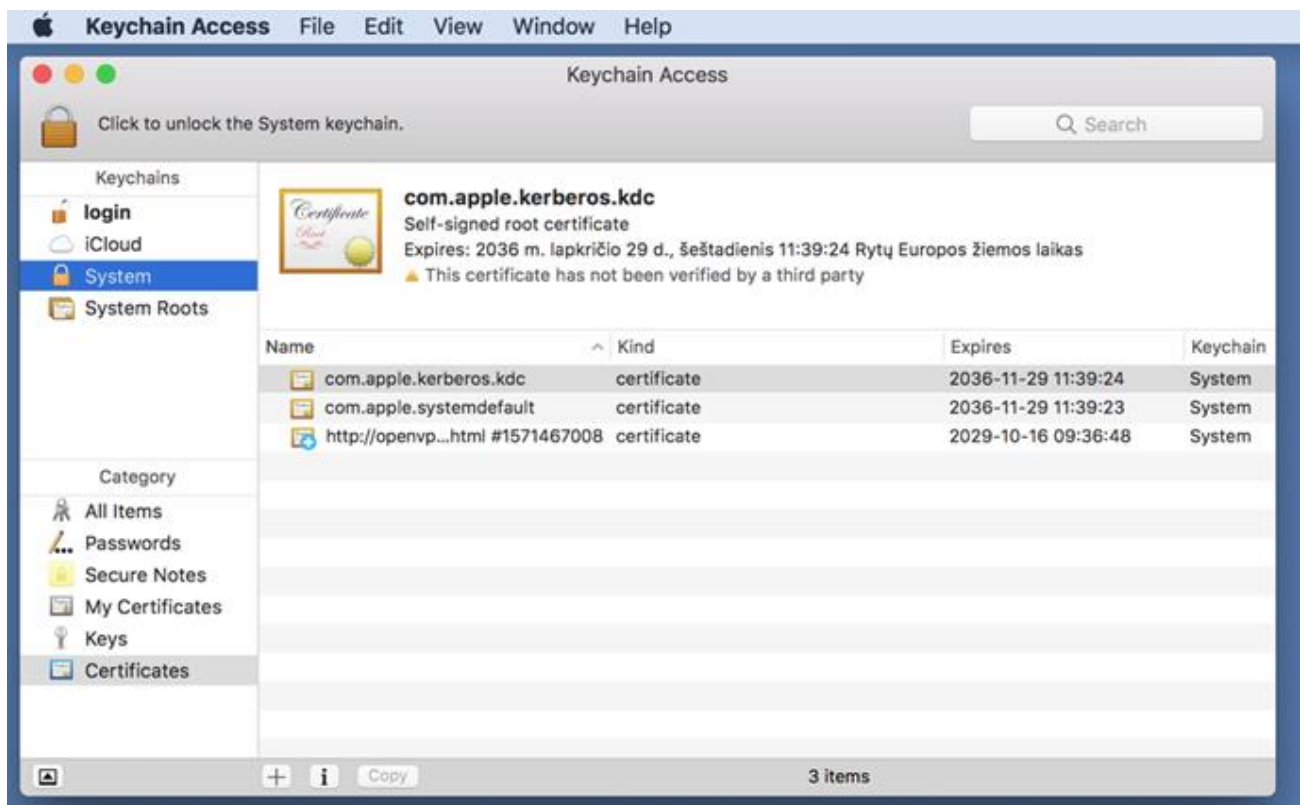 Keychain Access File Edit View Window Help
Keychain Access
Click to unlock the System keychain.
Search
Keychains
login
iCloud
System
System Roots
Certificate
Root
com.apple.kerberos.kdc
Self-signed root certificate
Expires: 2036 m. lapkričio 29 d., šeštadienis 11:39:24 Rytų Europos žiemos laikas
This certificate has not been verified by a third party
Name Kind Expires Keychain
com.apple.kerberos.kdc certificate 2036-11-29 11:39:24 System
com.apple.systemdefault certificate 2036-11-29 11:39:23 System
http://openvp...html #1571467008 certificate 2029-10-16 09:36:48 System
Category
All Items
Passwords
Secure Notes
My Certificates
Keys
Certificates
Copy
3 items